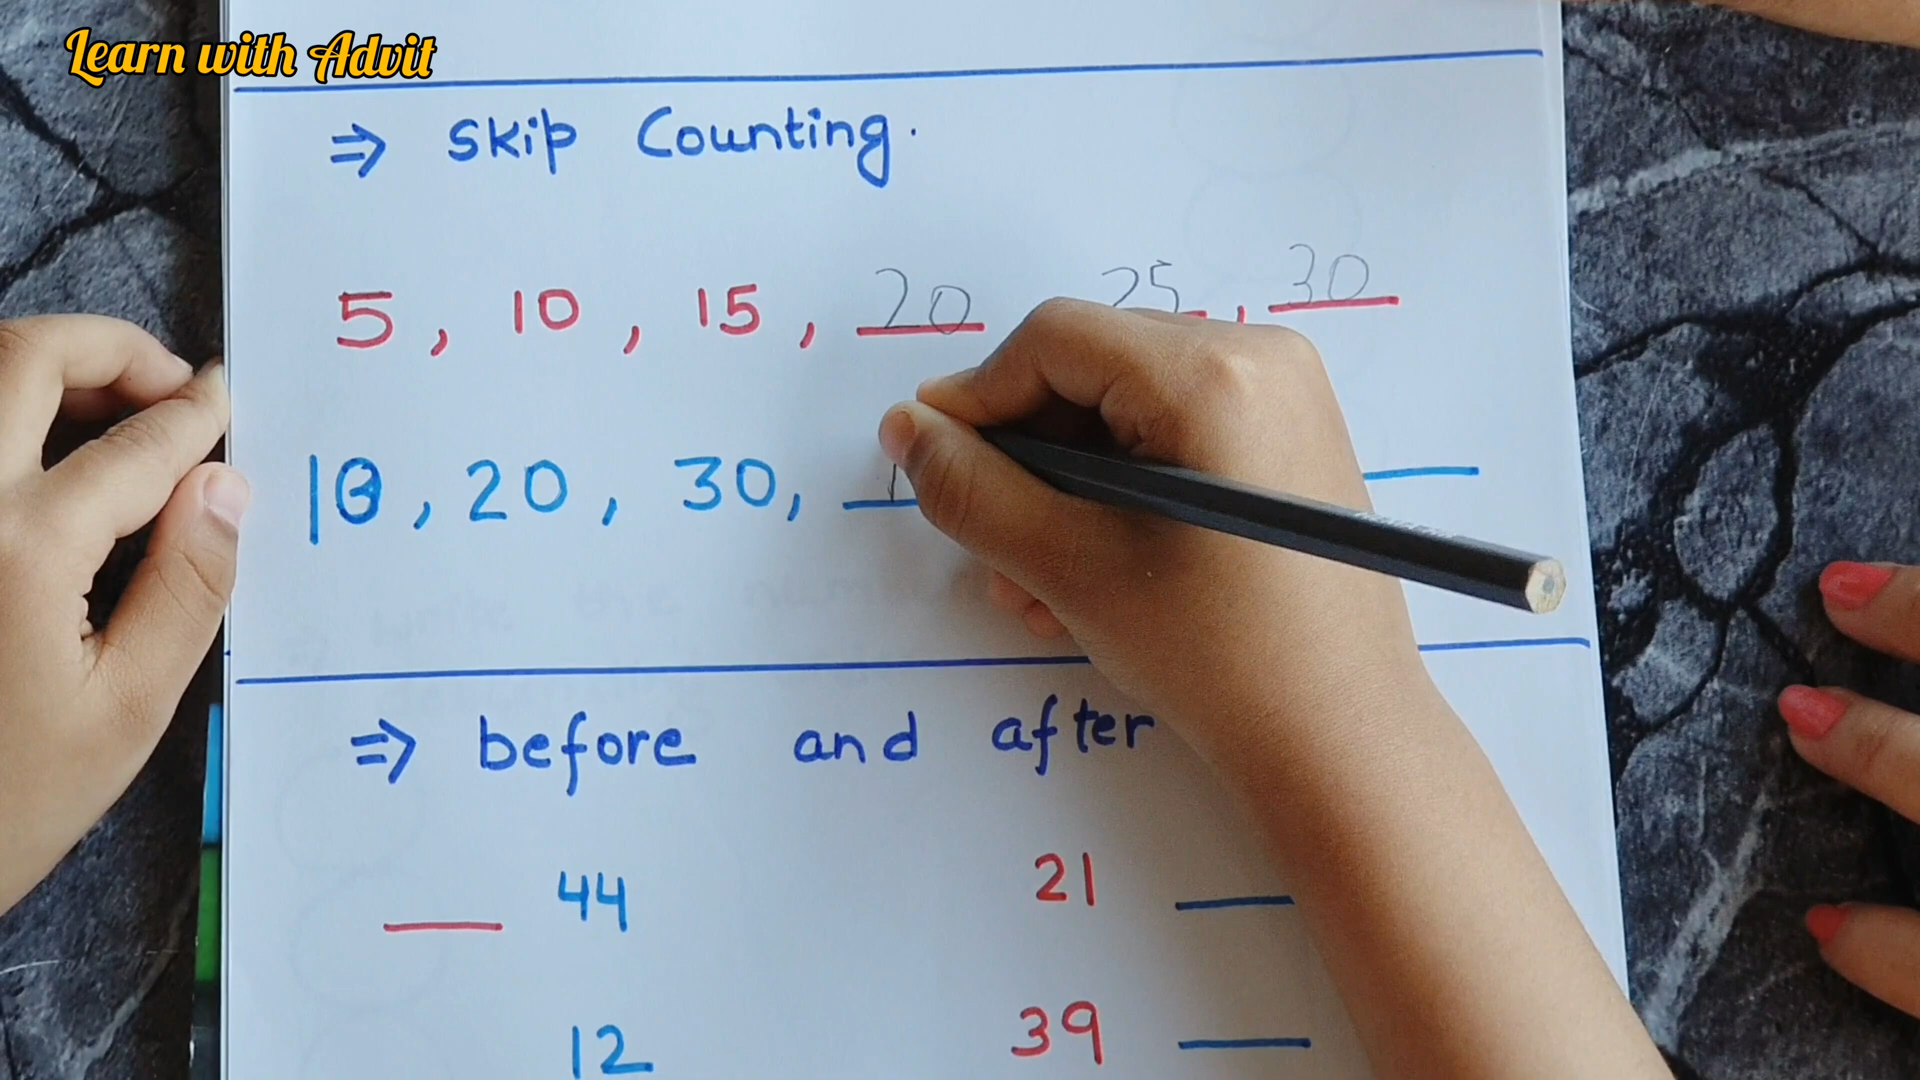 Learn with Advit
⇒ Skip Counting.
5, 10, 15, 20 25, 30
10, 20, 30,
⇒ before and after
44 21
12 39